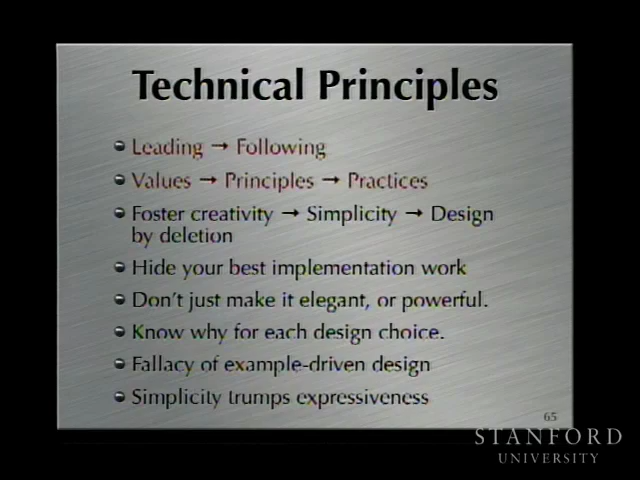 Technical Principles
Leading → Following
Values → Principles → Practices
Foster creativity → Simplicity → Design
by deletion
Hide your best implementation work
Don't just make it elegant, or powerful.
Know why for each design choice.
Fallacy of example-driven design
Simplicity trumps expressiveness
65
STANFORD
UNIVERSITY